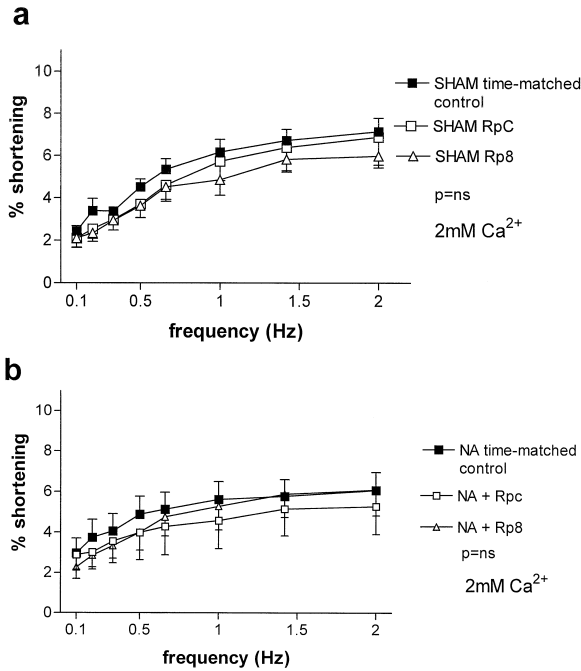 a
10
8
6
4
2
0
% shortening
0.1
0.5
1
1.5
2
frequency (Hz)
SHAM time-matched
control
SHAM RpC
SHAM Rp8
p=ns
2mM Ca2+
b
10
8
6
4
2
0
% shortening
0.1
0.5
1
1.5
2
frequency (Hz)
NA time-matched
control
NA + Rpc
NA + Rp8
p=ns
2mM Ca2+